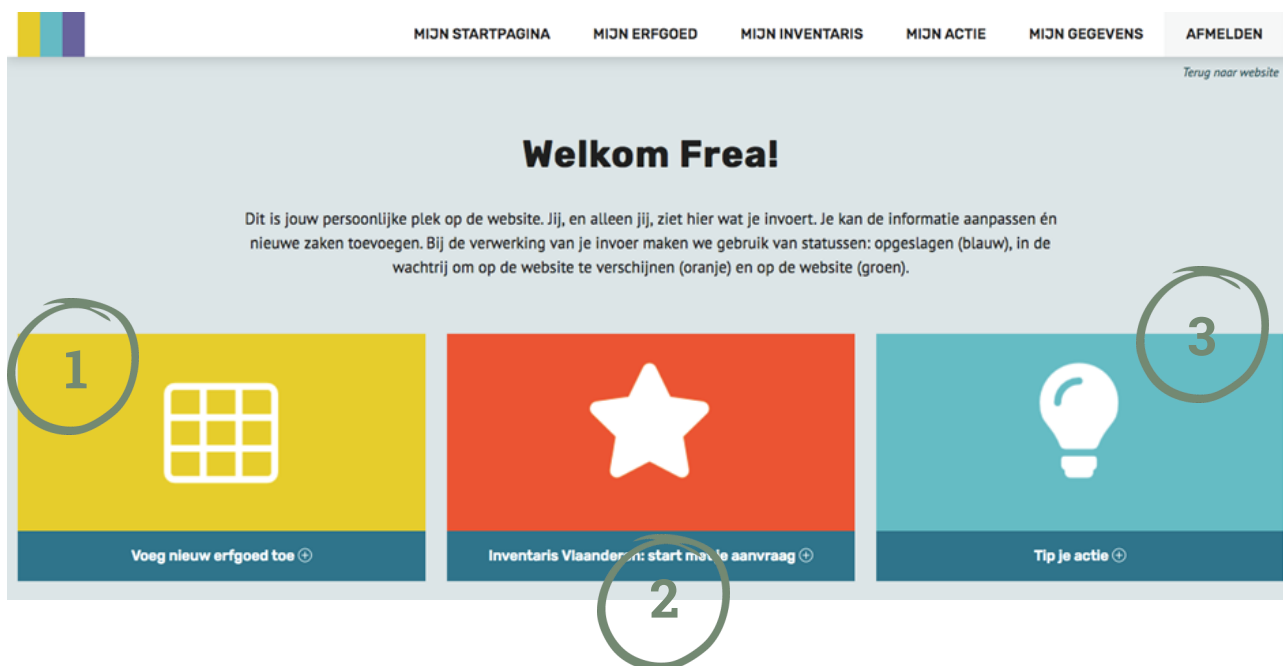 MIJN STARTPAGINA MIJN ERFGOED MIJN INVENTARIS MIJN ACTIE MIJN GEGEVENS AFMELDEN
Terug naar website
Welkom Frea!
Dit is jouw persoonlijke plek op de website. Jij, en alleen jij, ziet hier wat je invoert. Je kan de informatie aanpassen én
nieuwe zaken toevoegen. Bij de verwerking van je invoer maken we gebruik van statussen: opgeslagen (blauw), in de
wachtrij om op de website te verschijnen (oranje) en op de website (groen).
1
3
Voeg nieuw erfgoed toe
Inventaris Vlaanderen: start met je aanvraag
Tip je actie
2